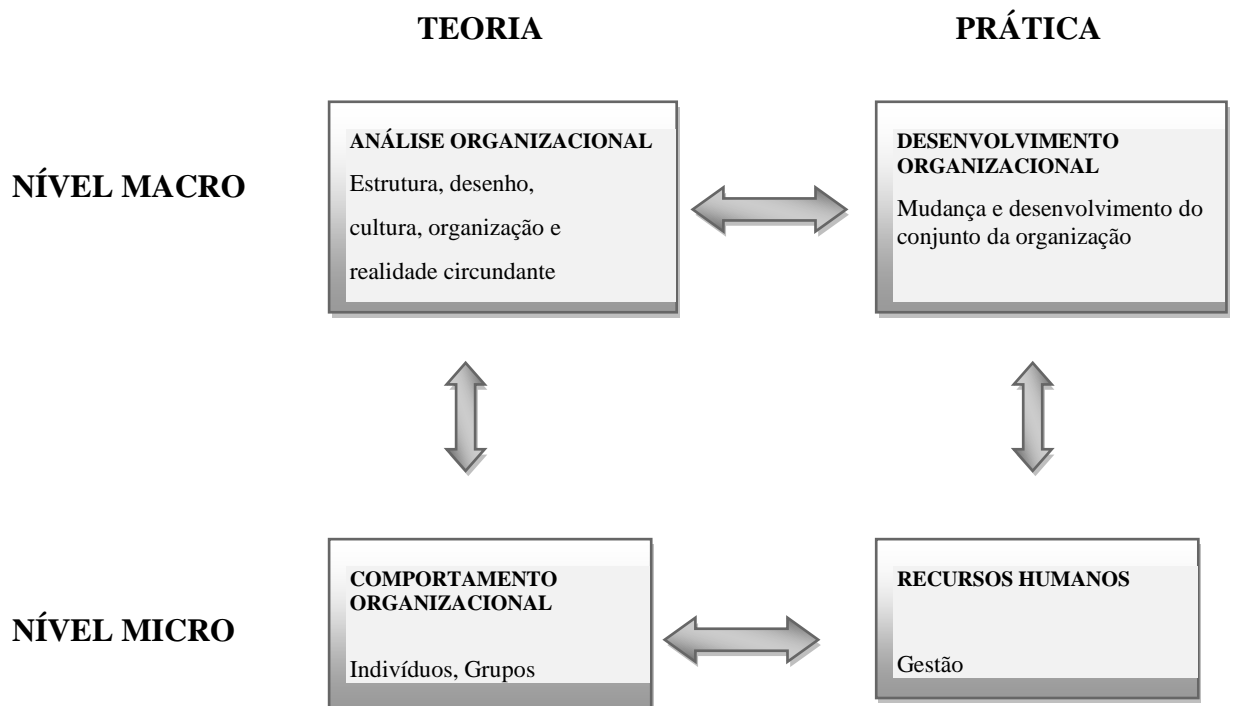 TEORIA
PRÁTICA
NÍVEL MACRO
ANÁLISE ORGANIZACIONAL
Estrutura, desenho,
cultura, organização e
realidade circundante
DESENVOLVIMENTO
ORGANIZACIONAL
Mudança e desenvolvimento do
conjunto da organização
NÍVEL MICRO
COMPORTAMENTO
ORGANIZACIONAL
Indivíduos, Grupos
RECURSOS HUMANOS
Gestão